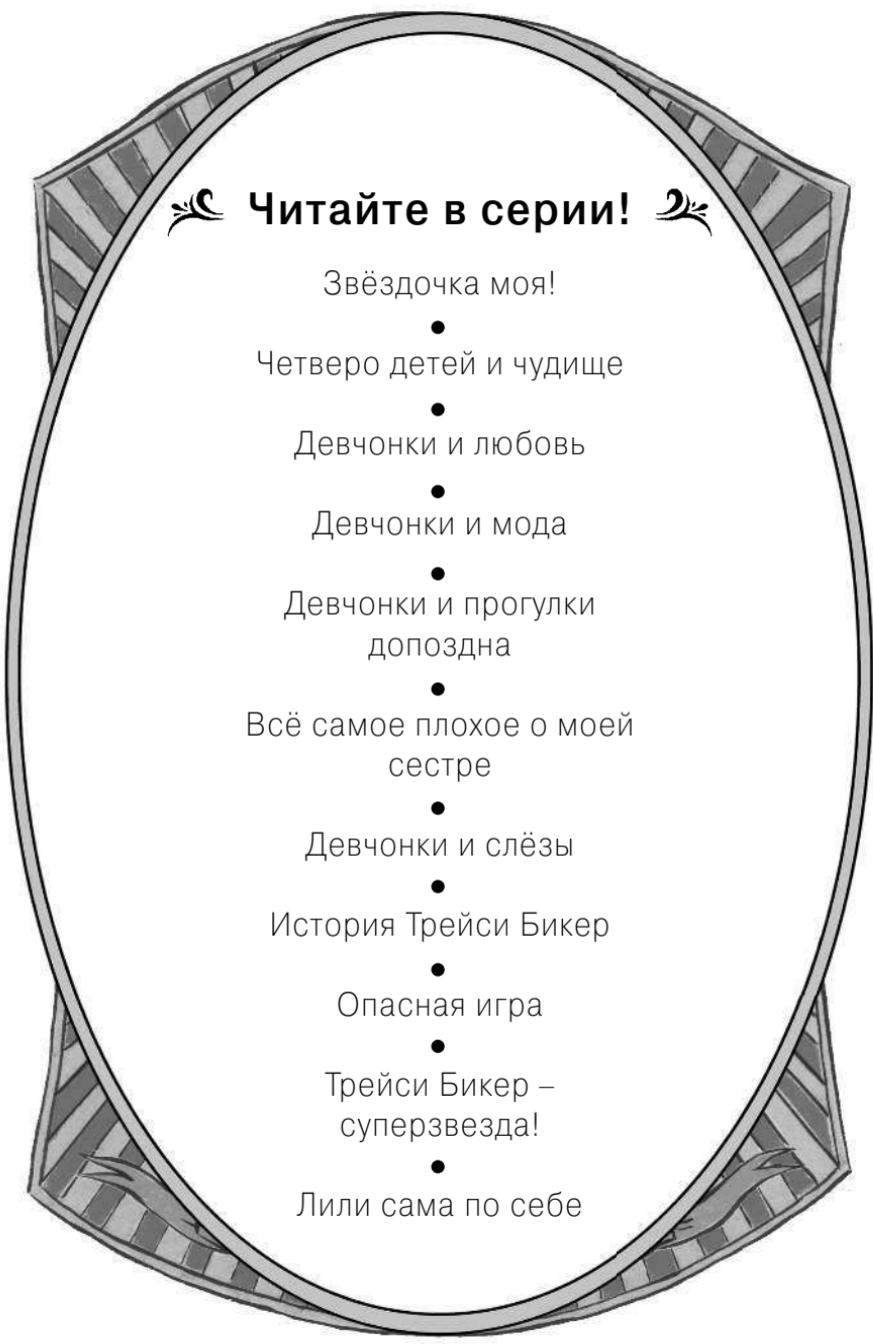 Читайте в серии!
Звёздочка моя!
•
Четверо детей и чудище
•
Девчонки и любовь
•
Девчонки и мода
•
Девчонки и прогулки
допоздна
•
Всё самое плохое о моей
сестре
•
Девчонки и слёзы
•
История Трейси Бикер
•
Опасная игра
•
Трейси Бикер –
суперзвезда!
•
Лили сама по себе